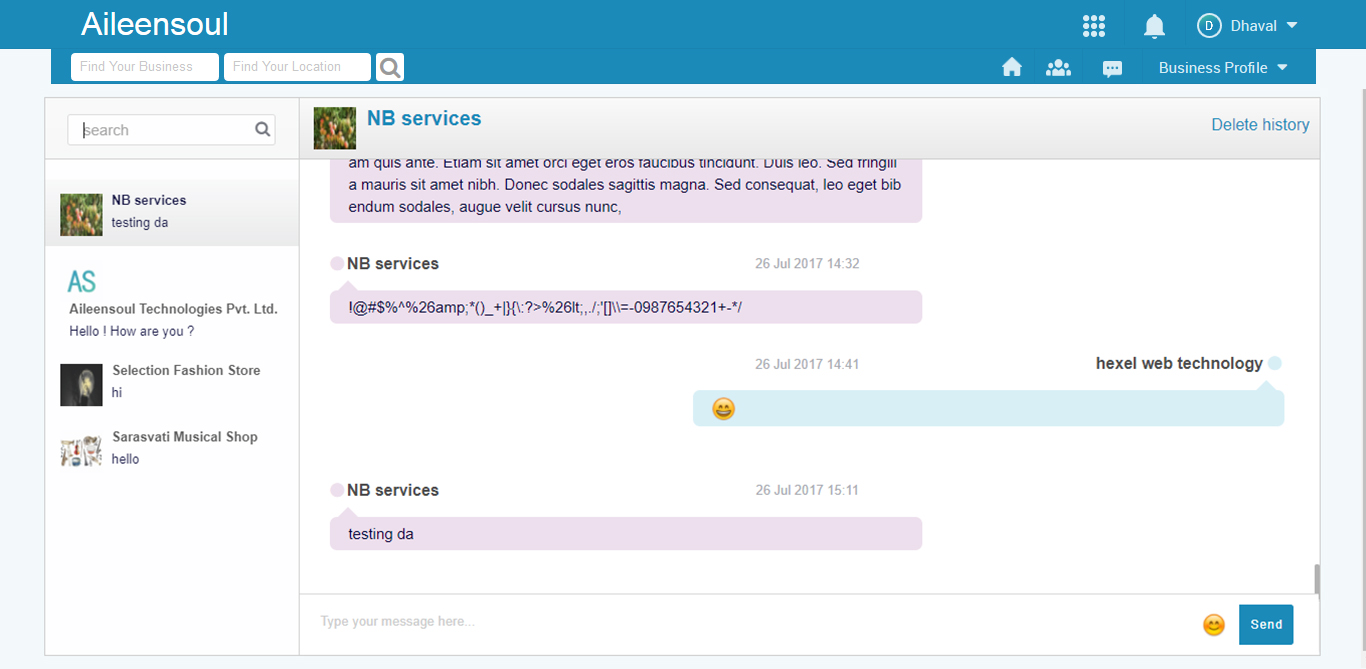 Aileensoul
D Dhaval
Find Your Business Find Your Location
Business Profile
search
NB services
Delete history
NB services
testing da
AS
Aileensoul Technologies Pvt. Ltd.
Hello ! How are you ?
Selection Fashion Store
hi
Sarasvati Musical Shop
hello
am quis ante. Etiam sit amet orci eget eros faucibus tincidunt. Duis leo. Sed fringil
a mauris sit amet nibh. Donec sodales sagittis magna. Sed consequat, leo eget bib
endum sodales, augue velit cursus nunc,
NB services 26 Jul 2017 14:32
!@#$%^%26amp;*()_+|}{\:?>%26lt;,./;'[]\\=-0987654321+-*/
26 Jul 2017 14:41 hexel web technology
😄
NB services 26 Jul 2017 15:11
testing da
Type your message here...
😊 Send